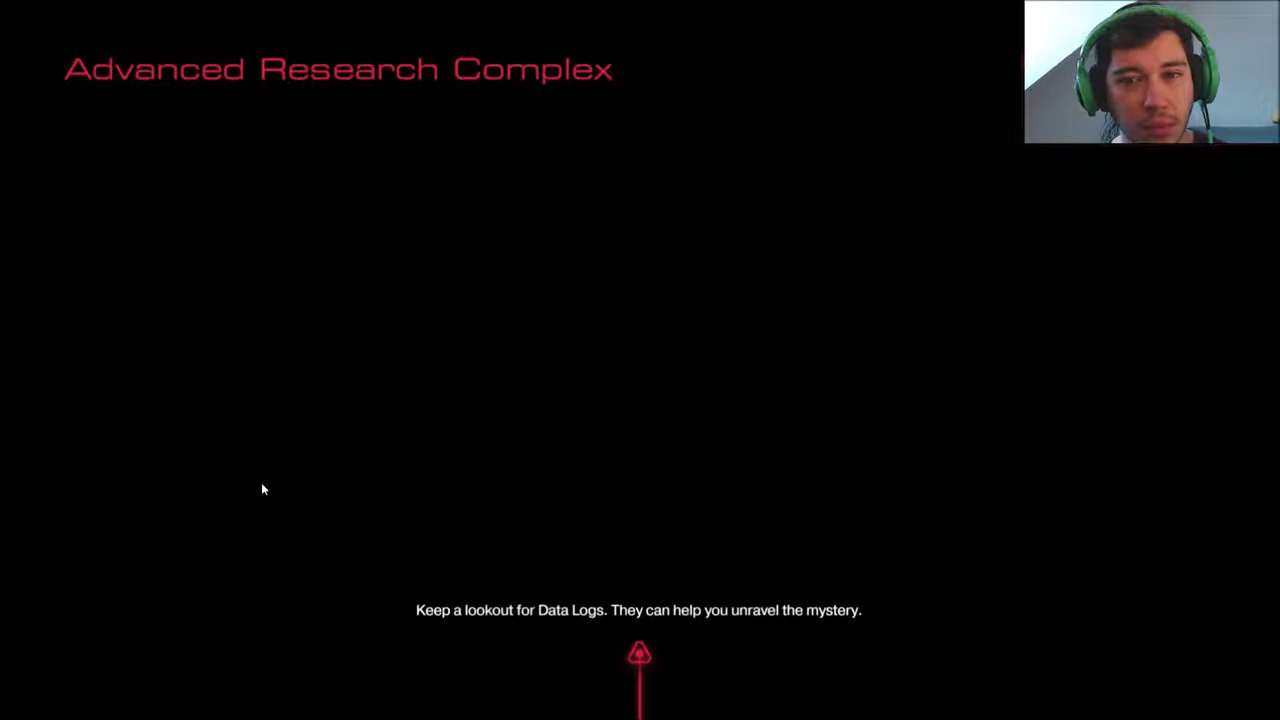 Advanced Research Complex
Keep a lookout for Data Logs. They can help you unravel the mystery.